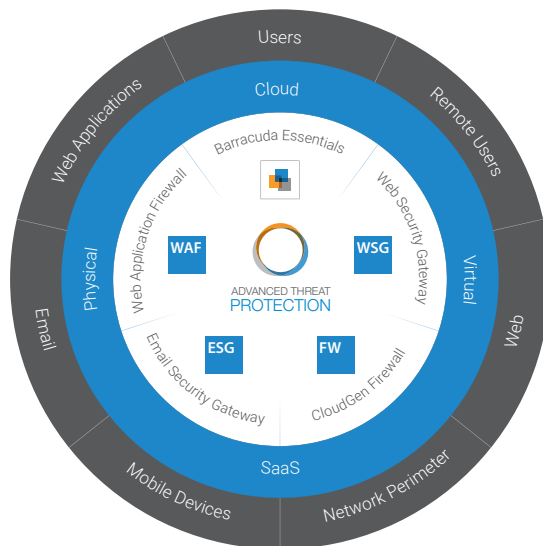 Users
Remote Users
Web
Network Perimeter
Mobile Devices
Email
Web Applications
Cloud
Virtual
SaaS
Physical
Barracuda Essentials
Web Security Gateway
WSG
CloudGen Firewall
FW
Email Security Gateway
ESG
Web Application Firewall
WAF
ADVANCED THREAT
PROTECTION